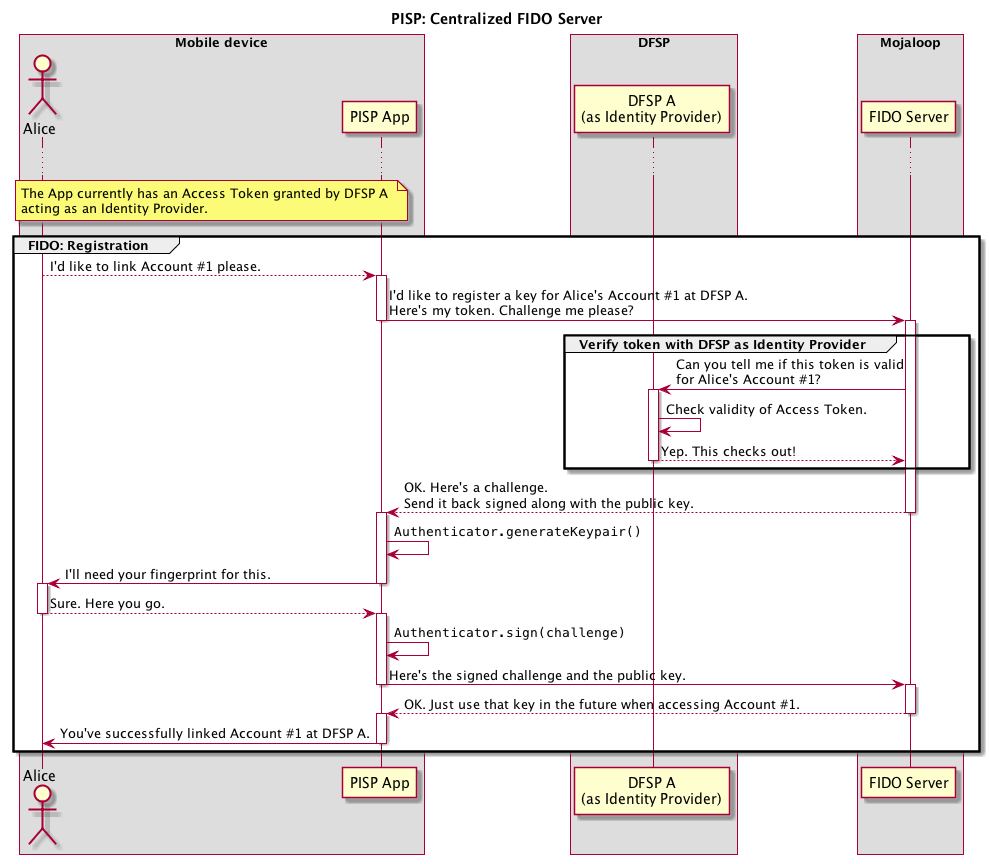 PISP: Centralized FIDO Server
Mobile device
DFSP
Mojaloop
Alice
PISP App
DFSP A
(as Identity Provider)
FIDO Server
The App currently has an Access Token granted by DFSP A
acting as an Identity Provider.
FIDO: Registration
I'd like to link Account #1 please.
I'd like to register a key for Alice's Account #1 at DFSP A.
Here's my token. Challenge me please?
Verify token with DFSP as Identity Provider
Can you tell me if this token is valid
for Alice's Account #1?
Check validity of Access Token.
Yep. This checks out!
OK. Here's a challenge.
Send it back signed along with the public key.
Authenticator.generateKeypair()
I'll need your fingerprint for this.
Sure. Here you go.
Authenticator.sign(challenge)
Here's the signed challenge and the public key.
OK. Just use that key in the future when accessing Account #1.
You've successfully linked Account #1 at DFSP A.
Alice
PISP App
DFSP A
(as Identity Provider)
FIDO Server